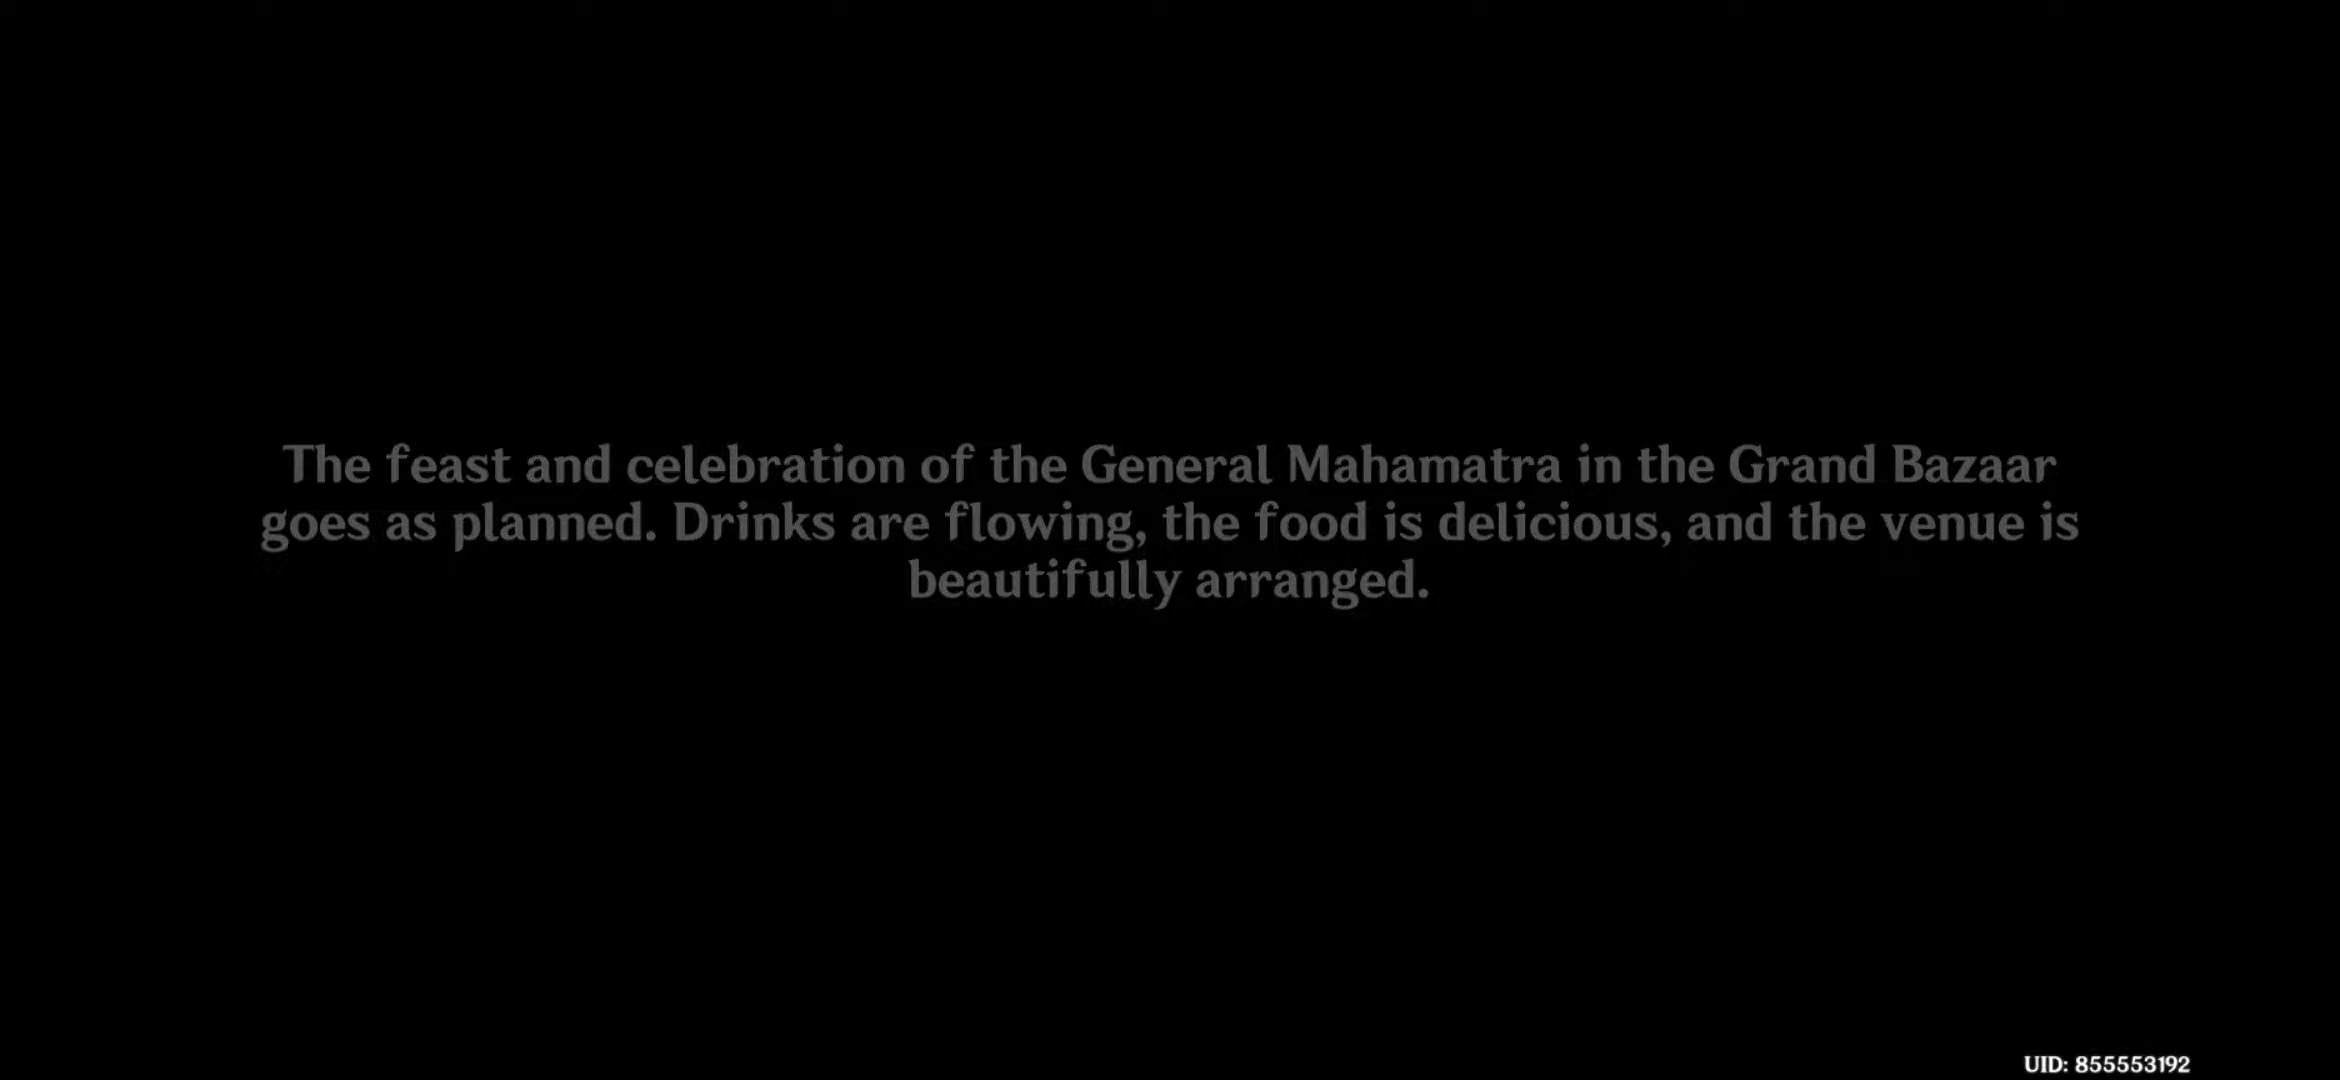 The feast and celebration of the General Mahamatra in the Grand Bazaar
goes as planned. Drinks are flowing, the food is delicious, and the venue is
beautifully arranged.
UID: 855553192